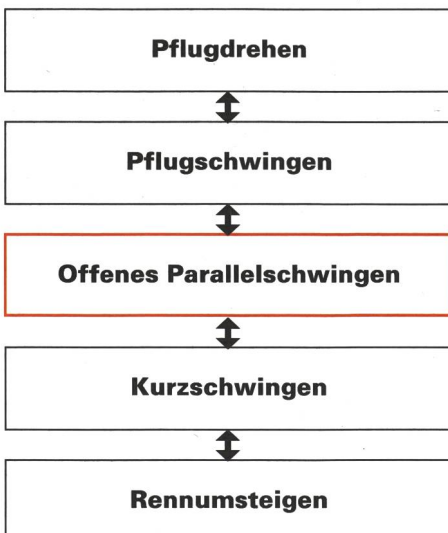 Pflugdrehen
Pflugschwingen
Offenes Parallelschwingen
Kurzschwingen
Rennumsteigen